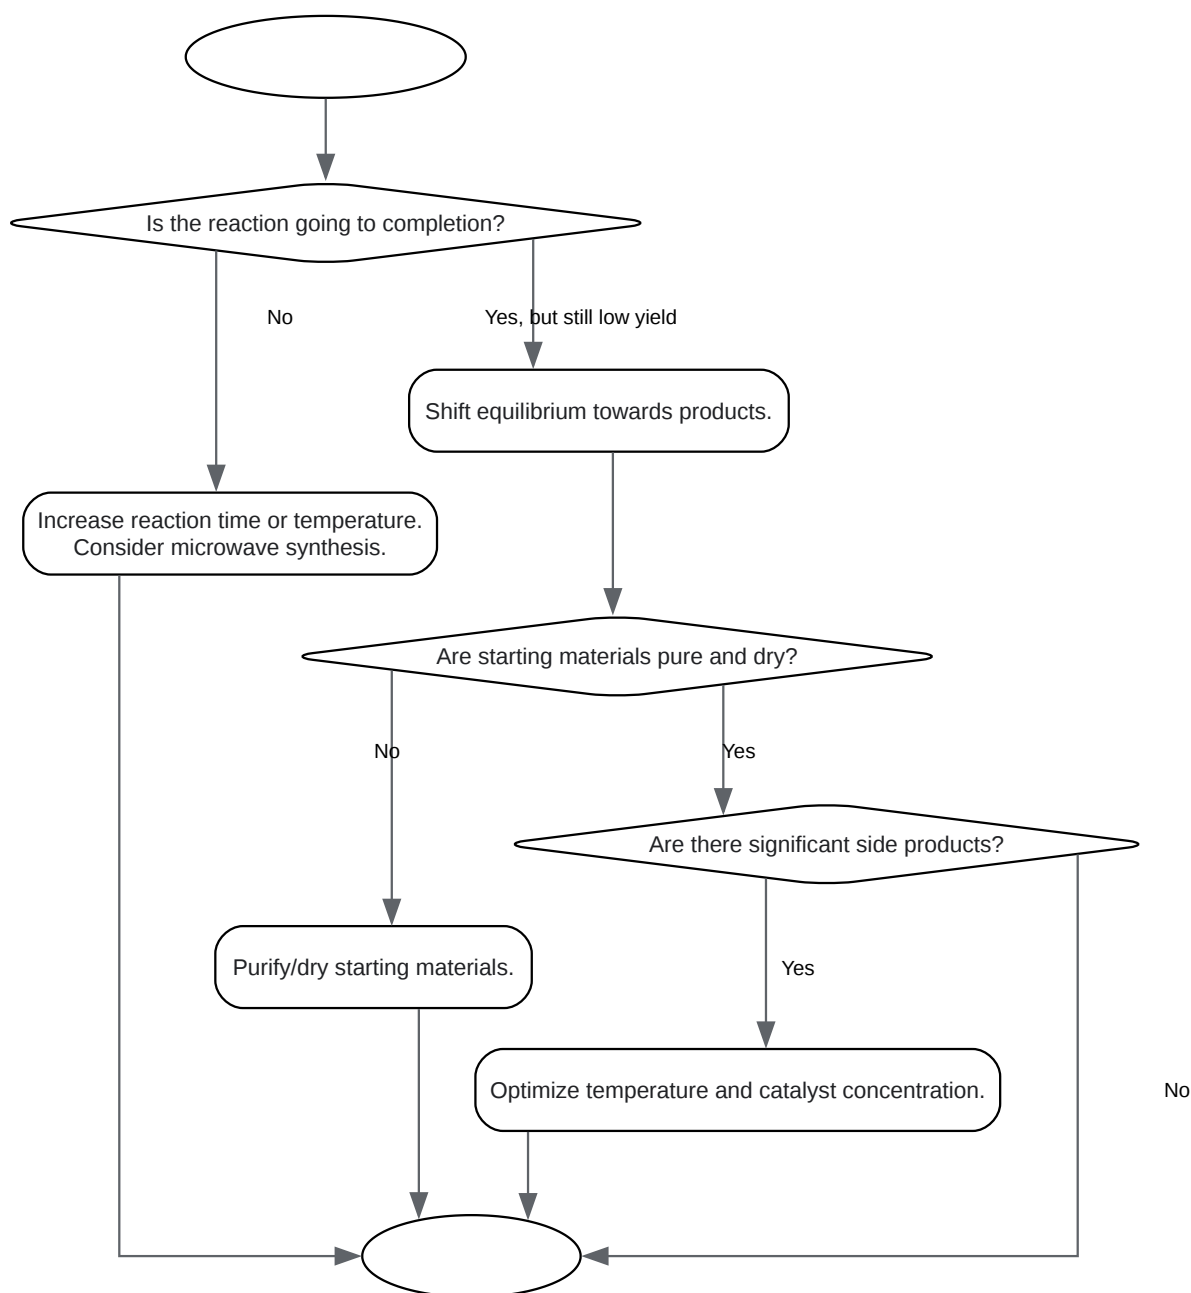 Is the reaction going to completion?
No
Yes, but still low yield
Shift equilibrium towards products.
Increase reaction time or temperature.
Consider microwave synthesis.
Are starting materials pure and dry?
No
Yes
Are there significant side products?
Purify/dry starting materials.
Yes
Optimize temperature and catalyst concentration.
No